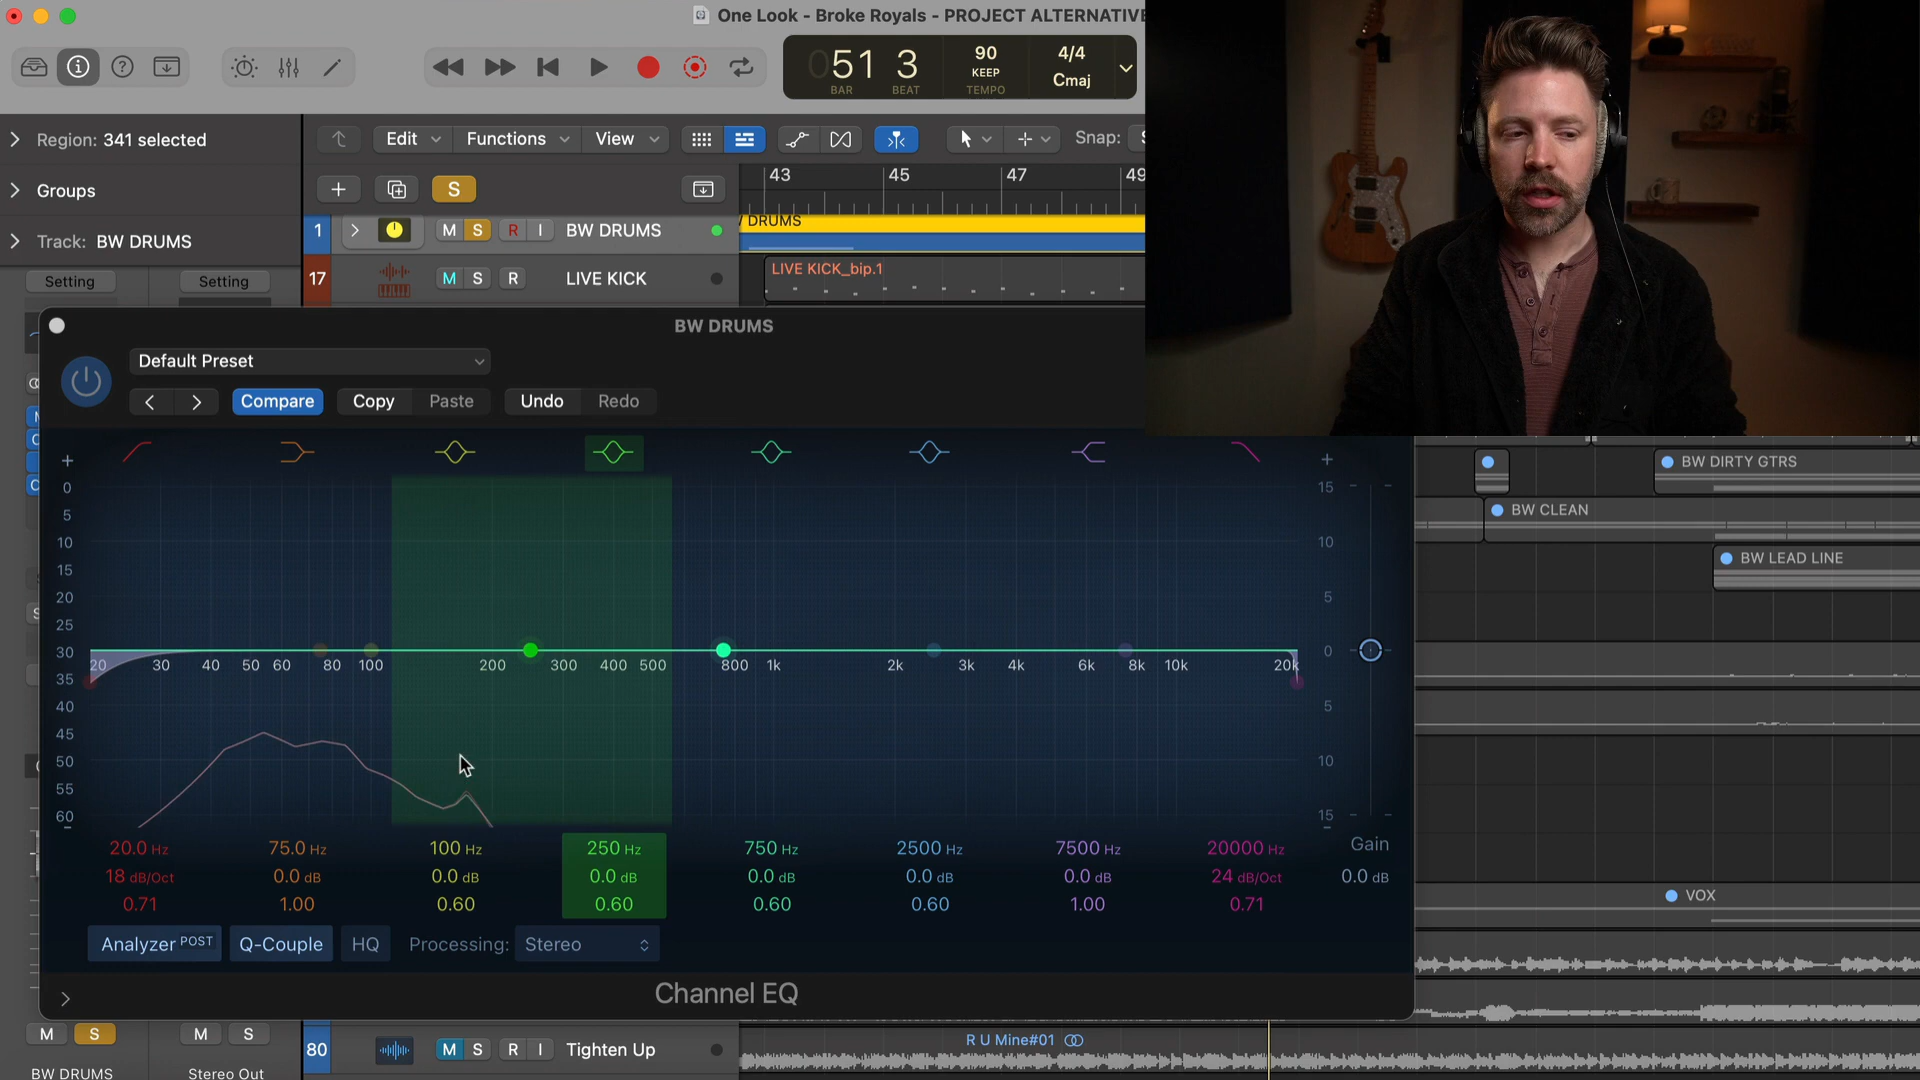 One Look - Broke Royals - PROJECT ALTERNATIVE
051 3
BAR BEAT
90
KEEP
TEMPO
4/4
Cmaj
Region: 341 selected
Groups
Track: BW DRUMS
Edit Functions View Snap:
S
43 45 47 49
1 M S R I BW DRUMS
DRUMS
17 M S R LIVE KICK
LIVE KICK_bip.1
Setting Setting
BW DRUMS
Default Preset
Compare Copy Paste Undo Redo
BW DIRTY GTRS
BW CLEAN
BW LEAD LINE
VOX
+ +
0 15
5
10 10
15
20 5
25
30 0
20 30 40 50 60 80 100 200 300 400 500 800 1k 2k 3k 4k 6k 8k 10k 20k
35
40 5
45
50 10
55
60 15
20.0 Hz 75.0 Hz 100 Hz 250 Hz 750 Hz 2500 Hz 7500 Hz 20000 Hz Gain
18 dB/Oct 0.0 dB 0.0 dB 0.0 dB 0.0 dB 0.0 dB 0.0 dB 24 dB/Oct 0.0 dB
0.71 1.00 0.60 0.60 0.60 0.60 1.00 0.71
Analyzer POST Q-Couple HQ Processing: Stereo
Channel EQ
M S M S
BW DRUMS Stereo Out
80 M S R I Tighten Up
R U Mine#01